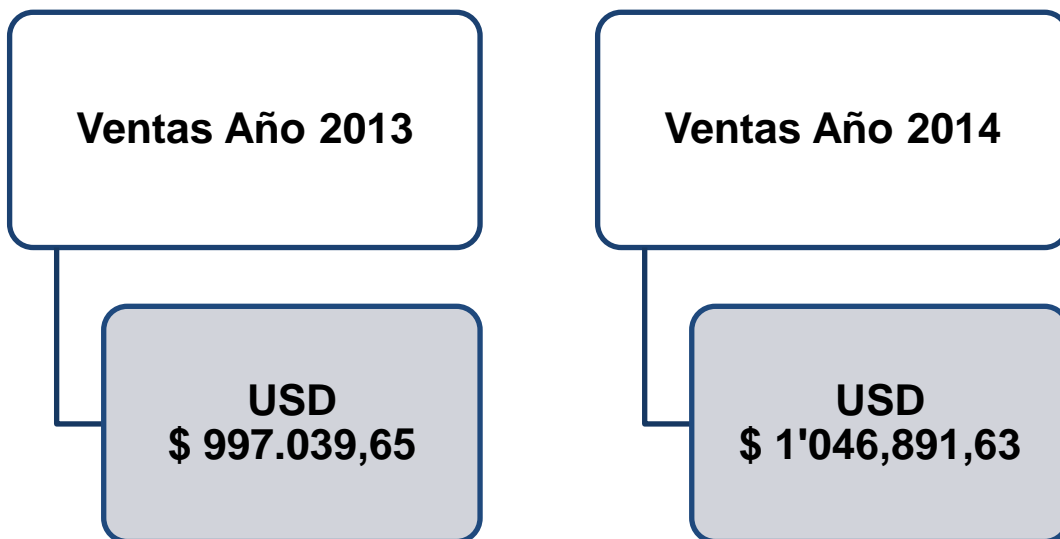 Ventas Año 2013
USD
$ 997.039,65
Ventas Año 2014
USD
$ 1'046,891,63